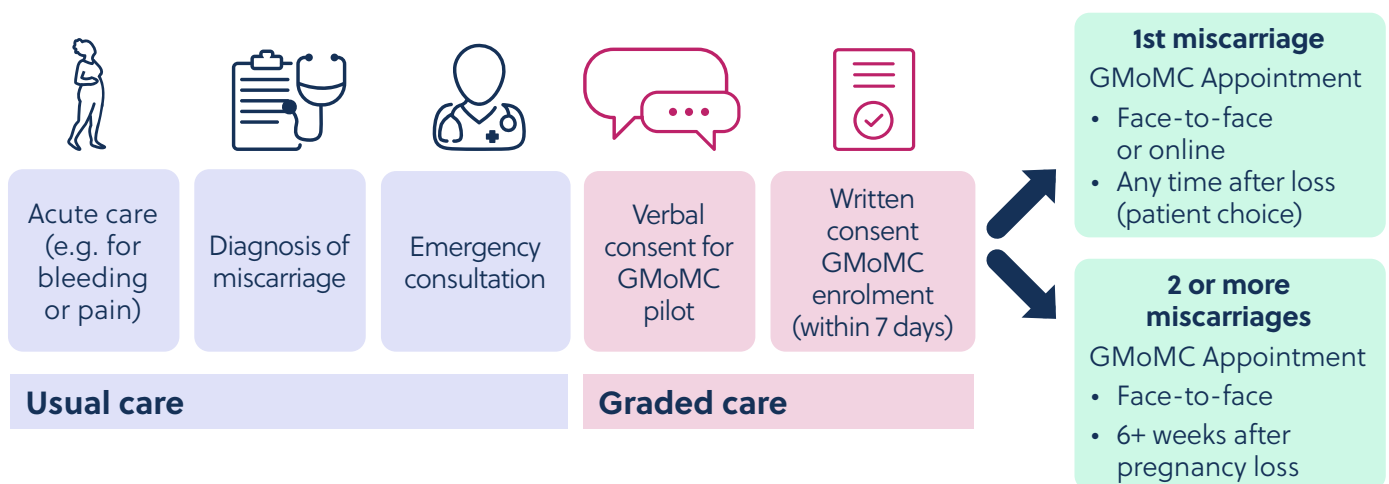 Acute care
(e.g. for
bleeding
or pain)
Diagnosis of
miscarriage
Emergency
consultation
Verbal
consent for
GMoMC
pilot
Written
consent
GMoMC
enrolment
(within 7 days)
Usual care
Graded care
1st miscarriage
GMoMC Appointment
• Face-to-face
or online
• Any time after loss
(patient choice)
2 or more
miscarriages
GMoMC Appointment
• Face-to-face
• 6+ weeks after
pregnancy loss